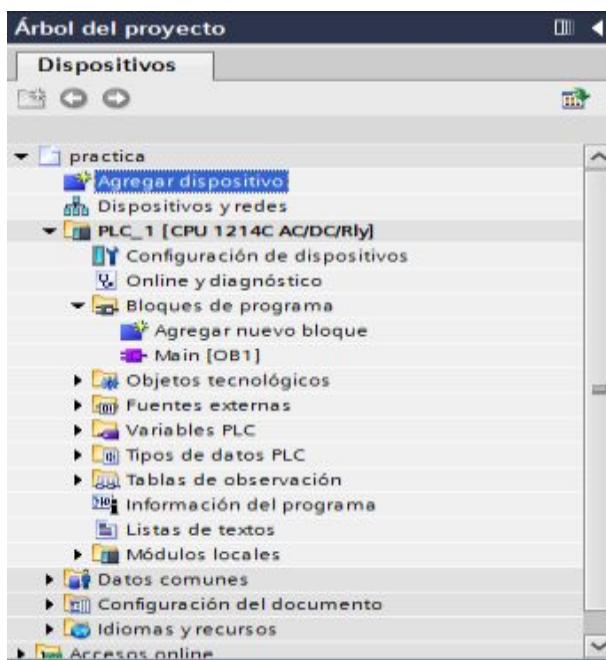 Árbol del proyecto
Dispositivos
practica
Agregar dispositivo
Dispositivos y redes
PLC_1 [CPU 1214C AC/DC/Rly]
Configuración de dispositivos
Online y diagnóstico
Bloques de programa
Agregar nuevo bloque
Main [OB1]
Objetos tecnológicos
Fuentes externas
Variables PLC
Tipos de datos PLC
Tablas de observación
Información del programa
Listas de textos
Módulos locales
Datos comunes
Configuración del documento
Idiomas y recursos
Accesos online